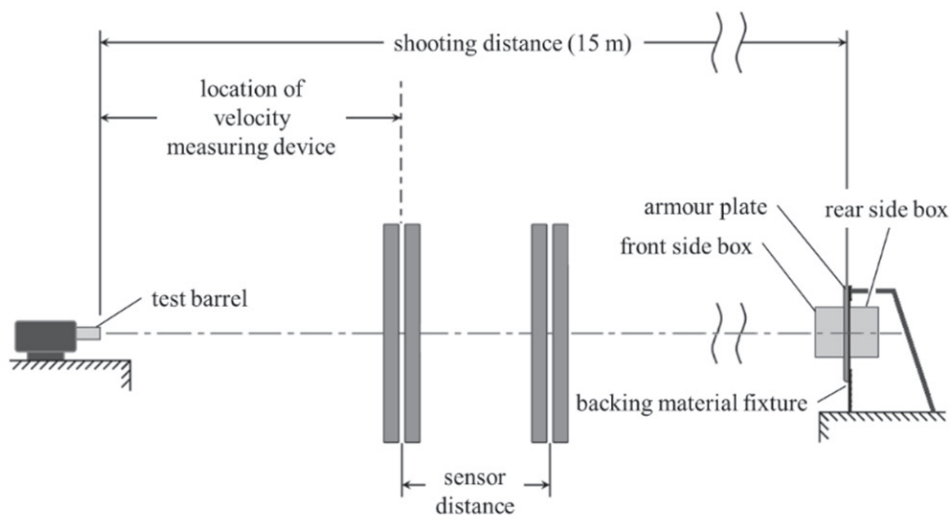 shooting distance (15 m)
location of
velocity
measuring device
armour plate
rear side box
front side box
test barrel
backing material fixture
sensor
distance